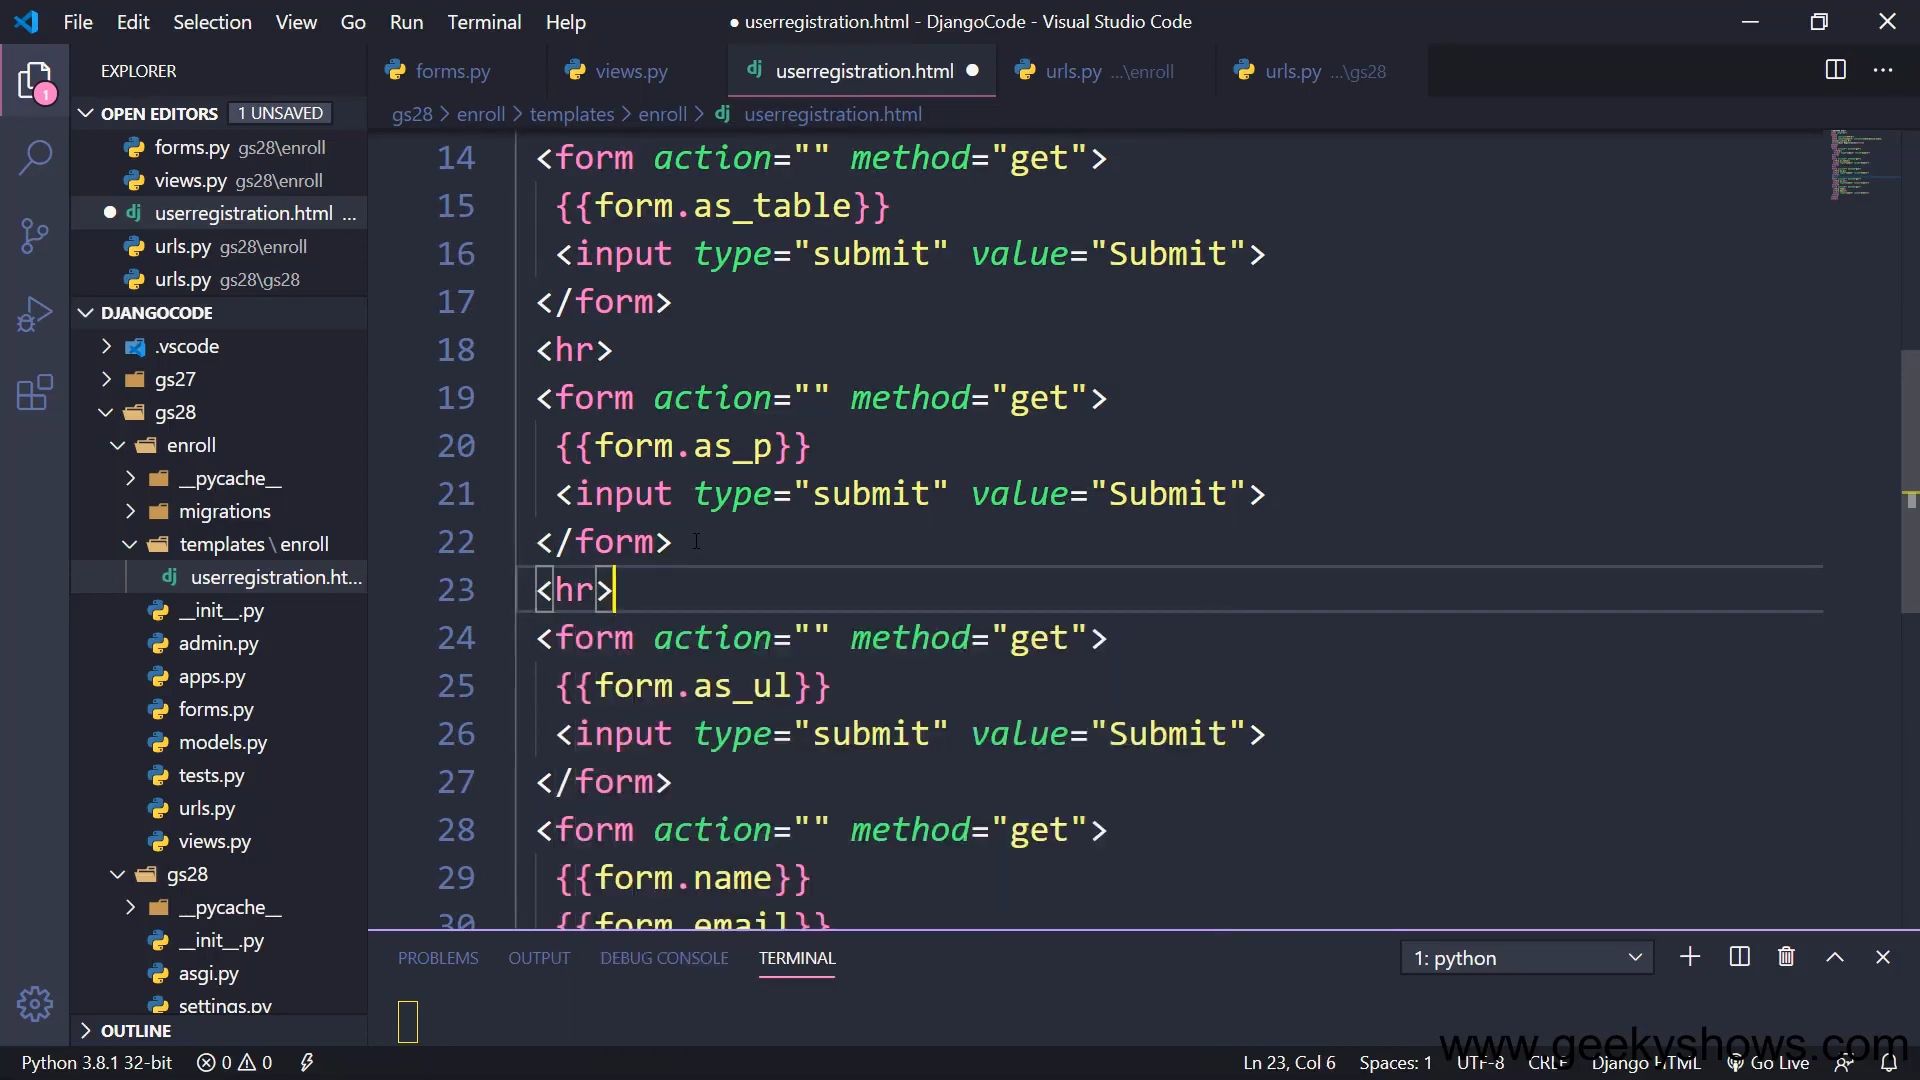 File Edit Selection View Go Run Terminal Help
● userregistration.html - DjangoCode - Visual Studio Code
EXPLORER
forms.py
views.py
userregistration.html
urls.py ...\enroll
urls.py ...\gs28
OPEN EDITORS 1 UNSAVED
gs28 > enroll > templates > enroll > userregistration.html
forms.py gs28\enroll
views.py gs28\enroll
userregistration.html ...
urls.py gs28\enroll
urls.py gs28\gs28
DJANGOCODE
.vscode
gs27
gs28
enroll
__pycache__
migrations
templates \ enroll
userregistration.ht...
__init__.py
admin.py
apps.py
forms.py
models.py
tests.py
urls.py
views.py
gs28
__pycache__
__init__.py
asgi.py
settings.py
OUTLINE
1
14 <form action="" method="get">
15 {{form.as_table}}
16 <input type="submit" value="Submit">
17 </form>
18 <hr>
19 <form action="" method="get">
20 {{form.as_p}}
21 <input type="submit" value="Submit">
22 </form>
23 <hr>
24 <form action="" method="get">
25 {{form.as_ul}}
26 <input type="submit" value="Submit">
27 </form>
28 <form action="" method="get">
29 {{form.name}}
30 {{form.email}}
PROBLEMS OUTPUT DEBUG CONSOLE TERMINAL
1: python
www.geekyshows.com
Python 3.8.1 32-bit 0 0
Ln 23, Col 6 Spaces: 1 UTF-8 CRLF Django HTML Go Live